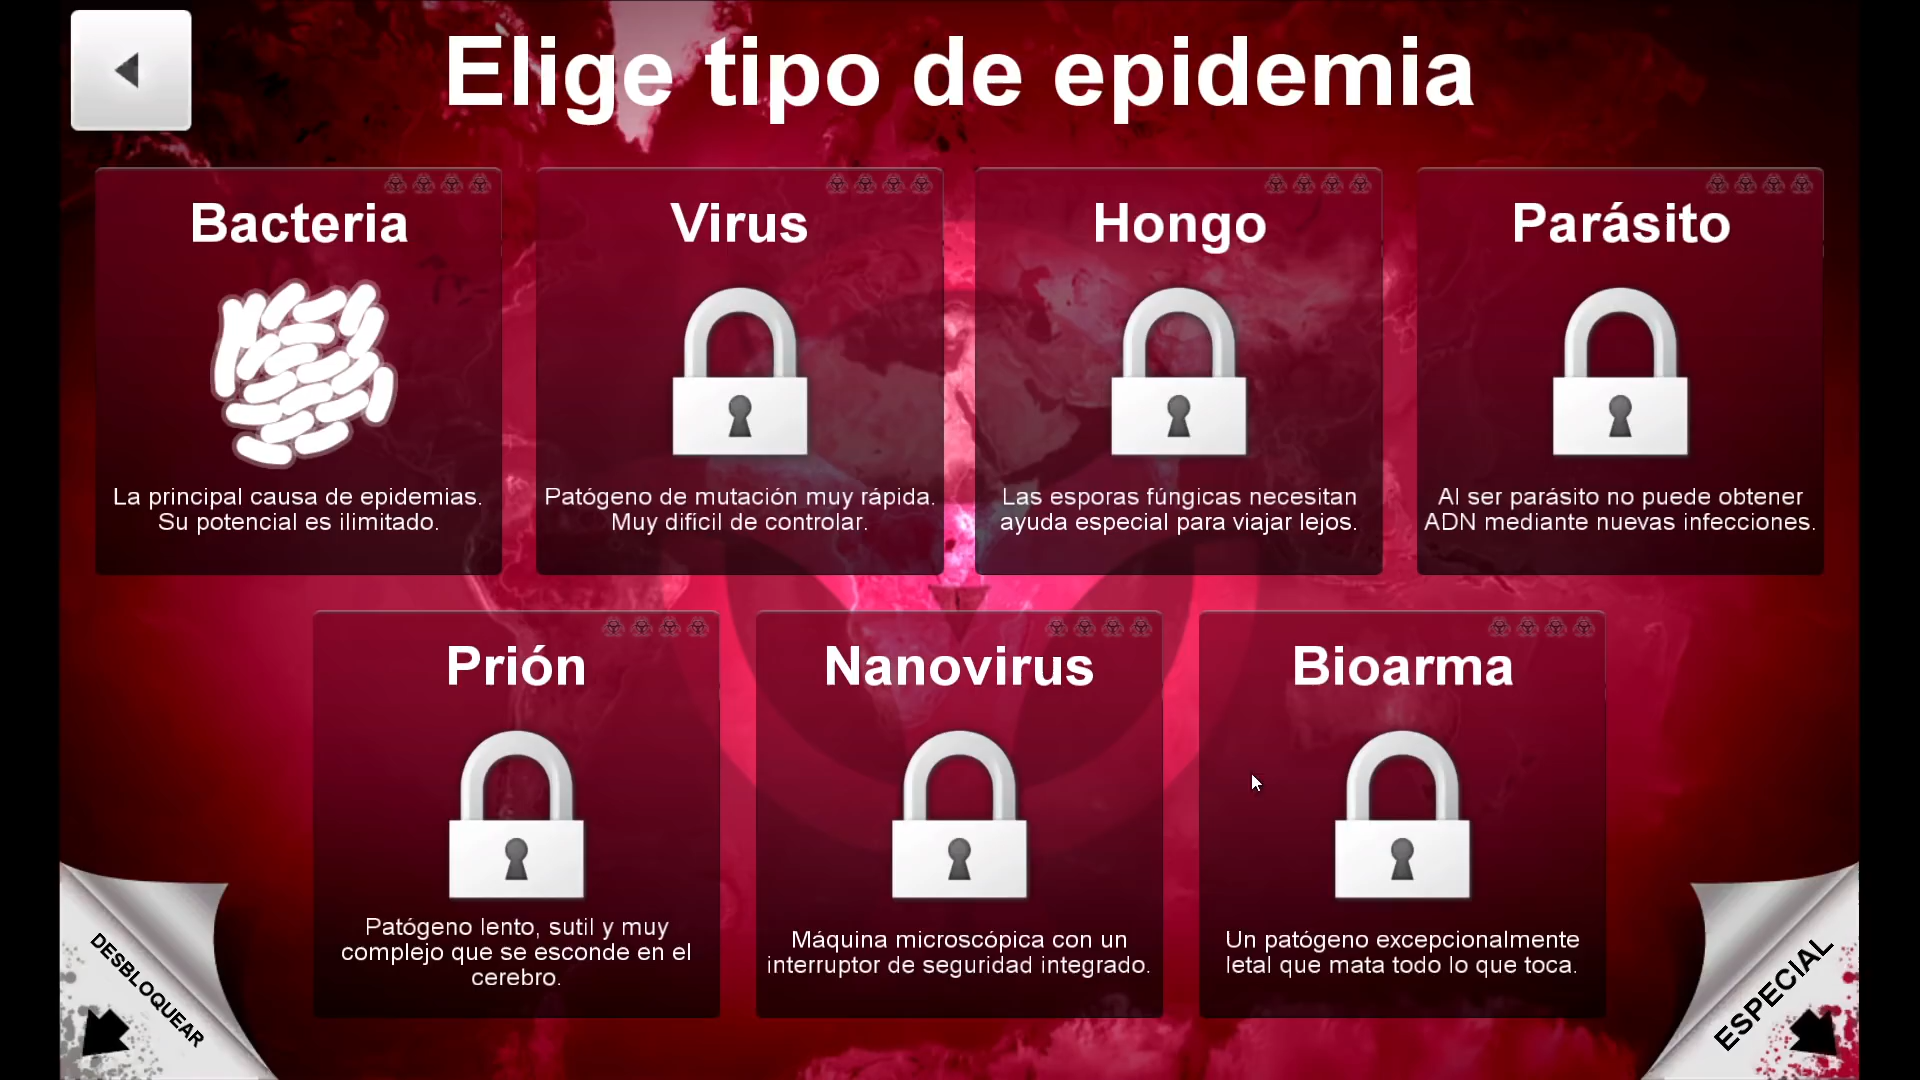 Elige tipo de epidemia
Bacteria
La principal causa de epidemias.
Su potencial es ilimitado.
Virus
Patógeno de mutación muy rápida.
Muy difícil de controlar.
Hongo
Las esporas fúngicas necesitan
ayuda especial para viajar lejos.
Parásito
Al ser parásito no puede obtener
ADN mediante nuevas infecciones.
Prión
Patógeno lento, sutil y muy
complejo que se esconde en el
cerebro.
Nanovirus
Máquina microscópica con un
interruptor de seguridad integrado.
Bioarma
Un patógeno excepcionalmente
letal que mata todo lo que toca.
DESBLOQUEAR
ESPECIAL